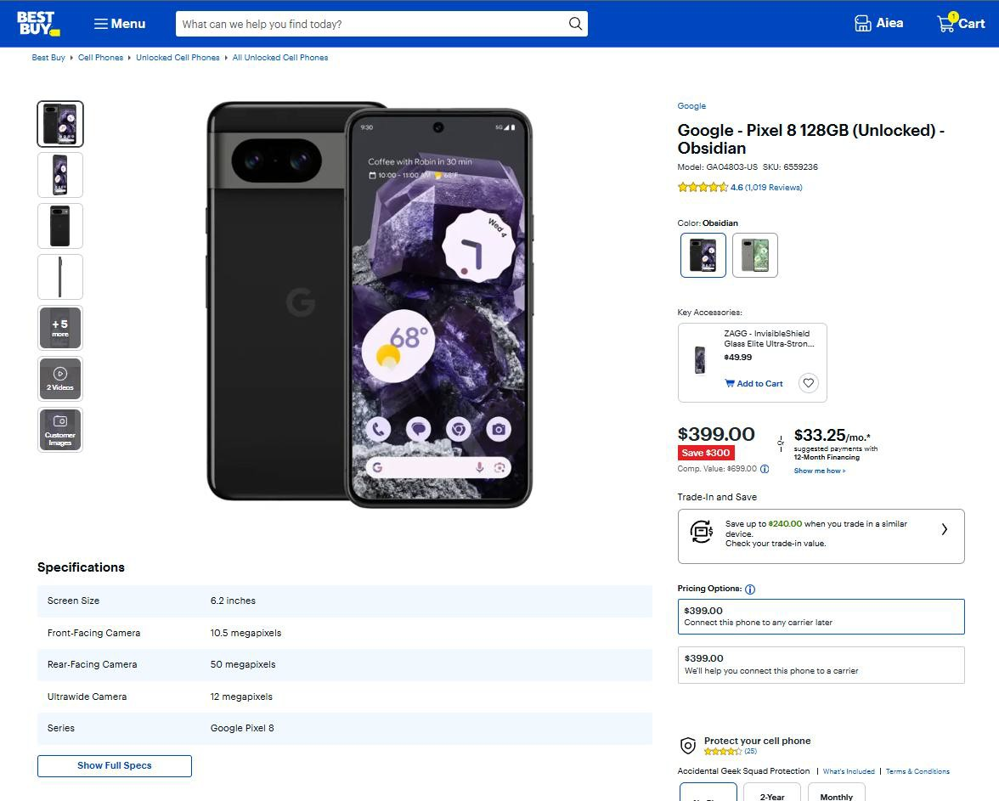 BEST
BUY
Menu
What can we help you find today?
Aiea
1
Cart
Best Buy
Cell Phones
Unlocked Cell Phones
All Unlocked Cell Phones
+ 5
more
2 Videos
Customer
Images
9:30
5G
Coffee with Robin in 30 min
10:00 - 11:00 AM
68°F
Wed 4
68°
G
G
Google
Google - Pixel 8 128GB (Unlocked) -
Obsidian
Model: GA04803-US SKU: 6559236
4.6 (1,019 Reviews)
Color: Obsidian
Key Accessories:
ZAGG - InvisibleShield
Glass Elite Ultra-Stron...
$49.99
Add to Cart
$399.00
Save $300
Comp. Value: $699.00
Or
$33.25/mo.*
suggested payments with
12-Month Financing
Show me how >
Trade-In and Save
Save up to $240.00 when you trade in a similar
device.
Check your trade-in value.
Pricing Options:
$399.00
Connect this phone to any carrier later
$399.00
We'll help you connect this phone to a carrier
Protect your cell phone
(25)
Accidental Geek Squad Protection | What's Included | Terms & Conditions
2-Year
Monthly
Specifications
Screen Size 6.2 inches
Front-Facing Camera 10.5 megapixels
Rear-Facing Camera 50 megapixels
Ultrawide Camera 12 megapixels
Series Google Pixel 8
Show Full Specs